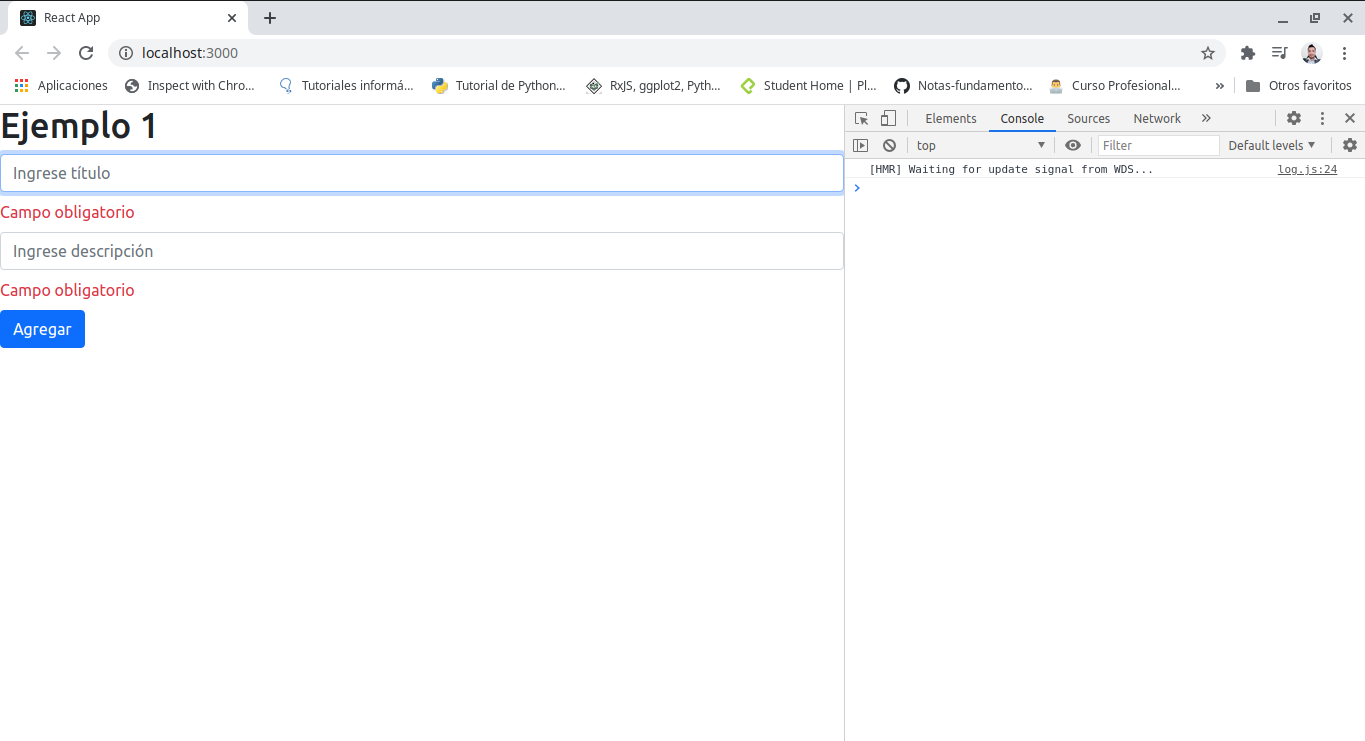 React App
localhost:3000
Aplicaciones Inspect with Chro... Tutoriales informá... Tutorial de Python... RxJS, ggplot2, Pyth... Student Home | Pl... Notas-fundamento... Curso Profesional... » Otros favoritos
Ejemplo 1
Ingrese título
Campo obligatorio
Ingrese descripción
Campo obligatorio
Agregar
Elements Console Sources Network »
top Filter Default levels
[HMR] Waiting for update signal from WDS... log.js:24